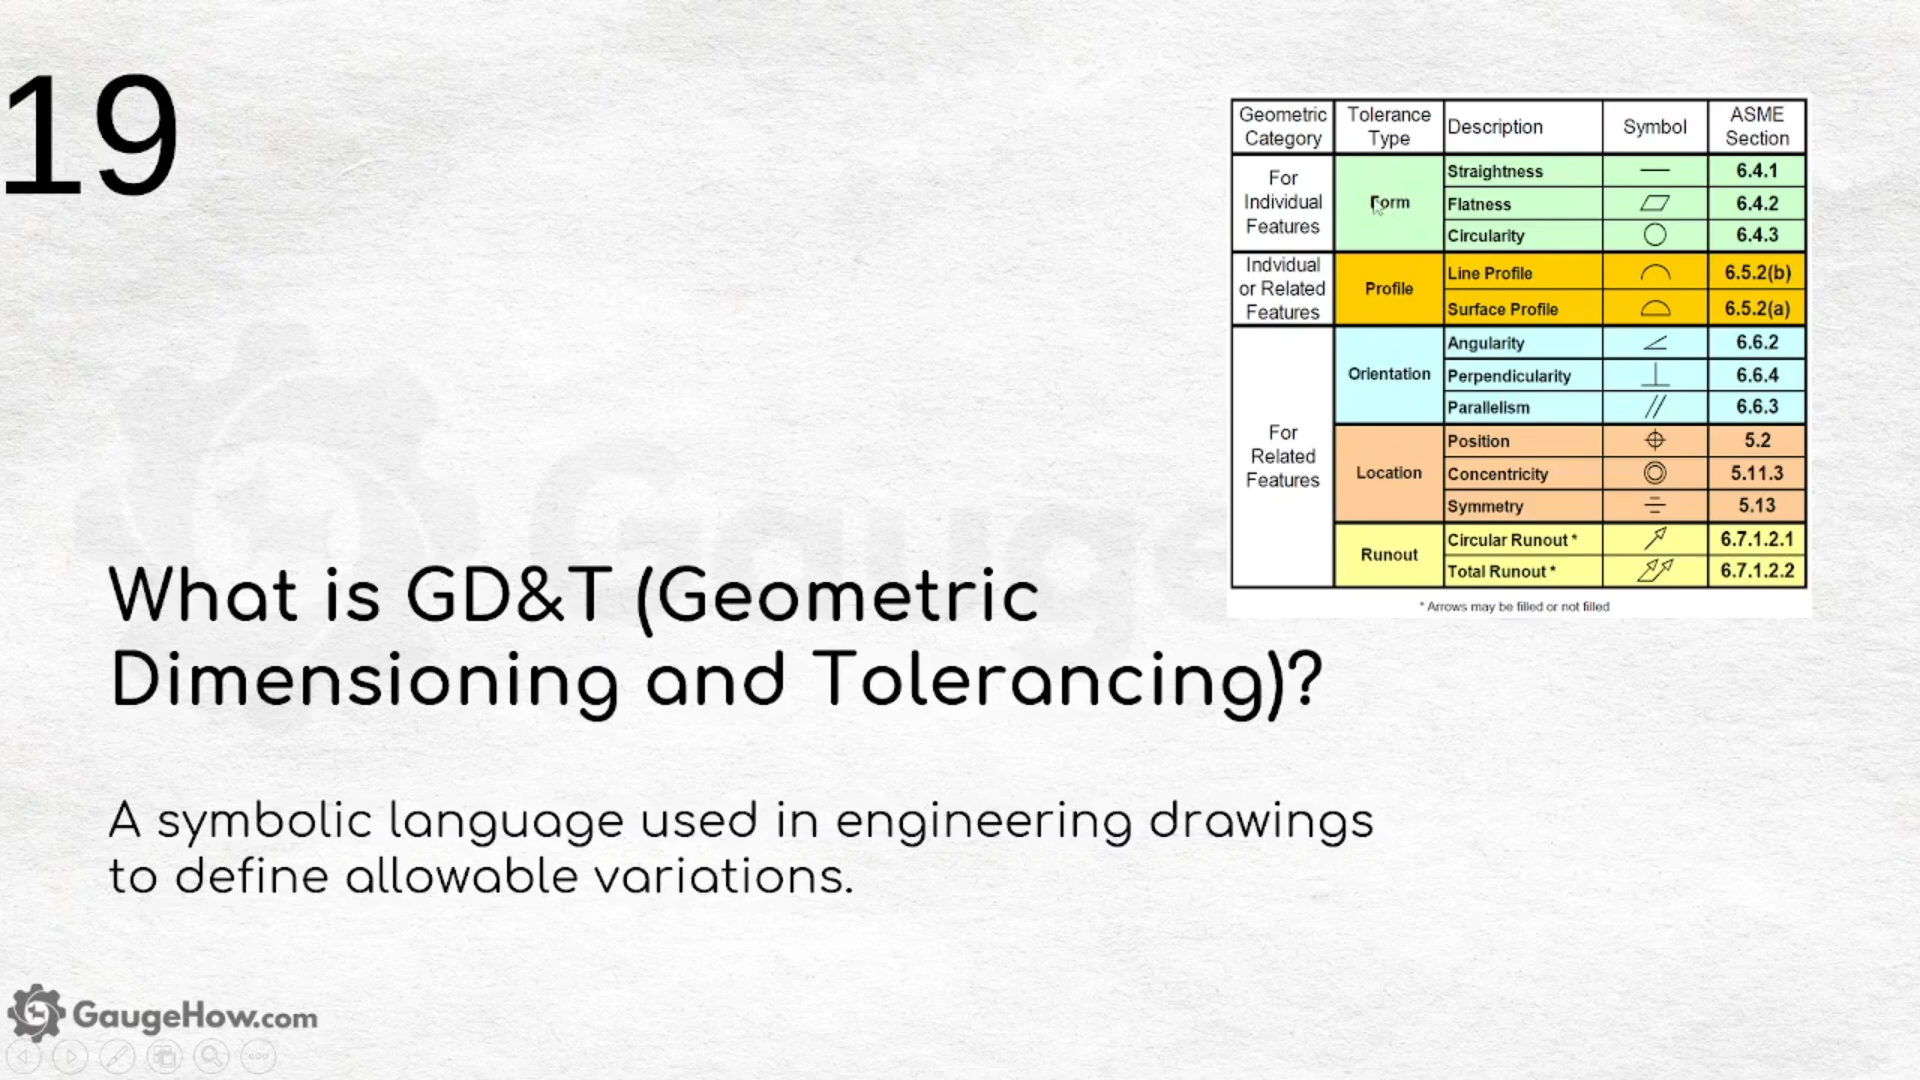 19
Geometric Category | Tolerance Type | Description | Symbol | ASME Section
For Individual Features | Form | Straightness | 6.4.1
Flatness | 6.4.2
Circularity | 6.4.3
Indvidual or Related Features | Profile | Line Profile | 6.5.2(b)
Surface Profile | 6.5.2(a)
For Related Features | Orientation | Angularity | 6.6.2
Perpendicularity | 6.6.4
Parallelism | 6.6.3
Location | Position | 5.2
Concentricity | 5.11.3
Symmetry | 5.13
Runout | Circular Runout * | 6.7.1.2.1
Total Runout * | 6.7.1.2.2
* Arrows may be filled or not filled
What is GD&T (Geometric
Dimensioning and Tolerancing)?
A symbolic language used in engineering drawings
to define allowable variations.
GaugeHow.com